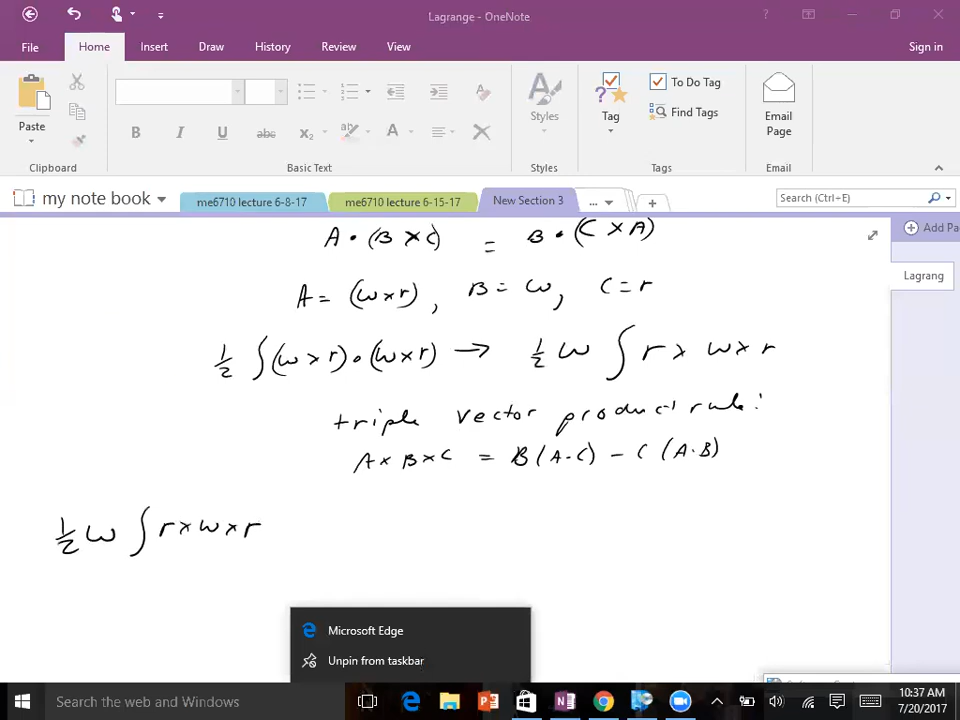 Lagrange - OneNote
File Home Insert Draw History Review View Sign in
To Do Tag
Find Tags
Paste Styles Tag Email Page
Clipboard Basic Text Styles Tags Email
my note book me6710 lecture 6-8-17 me6710 lecture 6-15-17 New Section 3 ... Search (Ctrl+E)
Add Pa
A • (B × C) = B • (C × A)
Lagrang
A = (ω×r), B = ω, C = r
1/2 ∫(ω×r)•(ω×r) → 1/2 ω ∫ r × ω × r
triple vector product rule:
A × B × C = B(A·C) − C(A·B)
1/2 ω ∫ r×ω×r
Microsoft Edge
Unpin from taskbar
Search the web and Windows
10:37 AM
7/20/2017